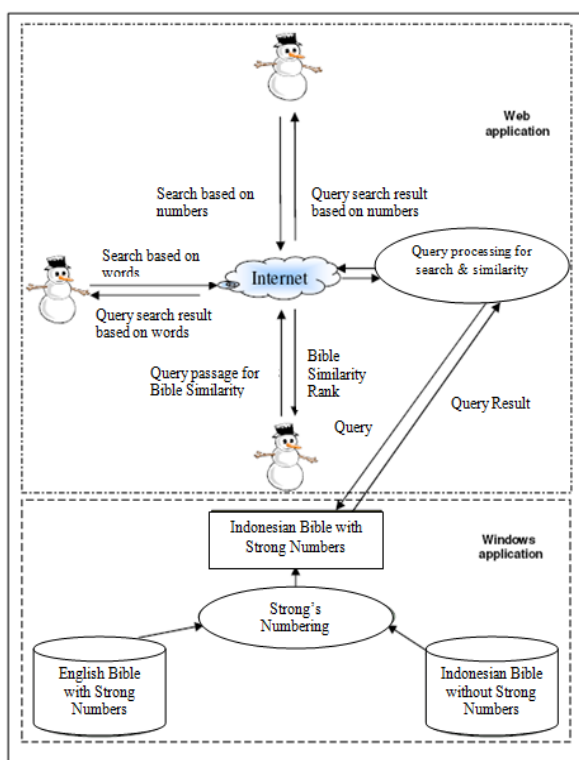 Web
application
Search based on
numbers
Query search result
based on numbers
Search based on
words
Internet
Query processing for
search & similarity
Query search result
based on words
Query passage for
Bible Similarity
Bible
Similarity
Rank
Query
Query Result
Indonesian Bible with
Strong Numbers
Windows
application
Strong's
Numbering
English Bible
with Strong
Numbers
Indonesian Bible
without Strong
Numbers